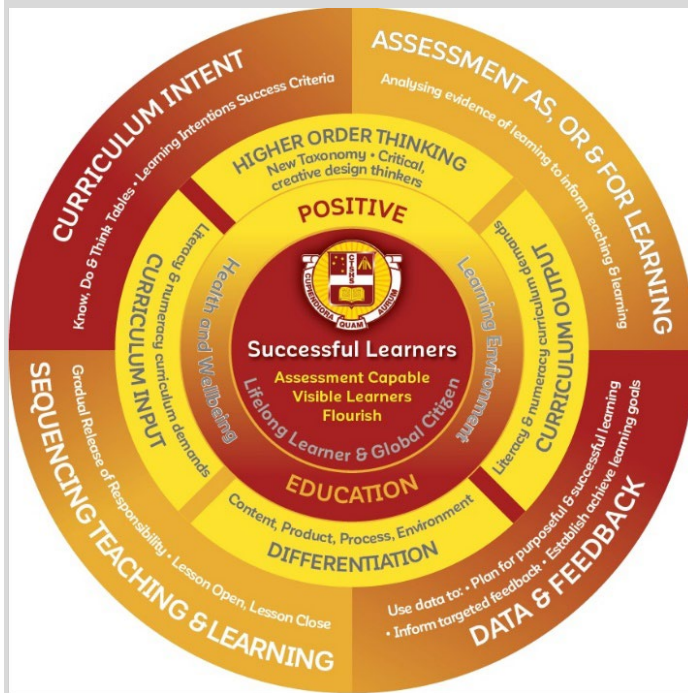 CURRICULUM INTENT
Know, Do & Think Tables • Learning Intentions Success Criteria
ASSESSMENT AS, OR & FOR LEARNING
Analysing evidence of learning to inform teaching & learning
HIGHER ORDER THINKING
New Taxonomy • Critical,
creative design thinkers
CURRICULUM INPUT
Literacy & numeracy curriculum demands
CURRICULUM OUTPUT
Literacy & numeracy curriculum demands
POSITIVE
Health and Wellbeing
Learning Environment
CTSHS
CUPIENDIORA QUAM AURUM
Successful Learners
Assessment Capable
Visible Learners
Flourish
Lifelong Learner & Global Citizen
EDUCATION
Content, Product, Process, Environment
DIFFERENTIATION
Gradual Release of Responsibility • Lesson Open, Lesson Close
SEQUENCING TEACHING & LEARNING
Use data to: • Plan for purposeful & successful learning
• Inform targeted feedback • Establish achieve learning goals
DATA & FEEDBACK